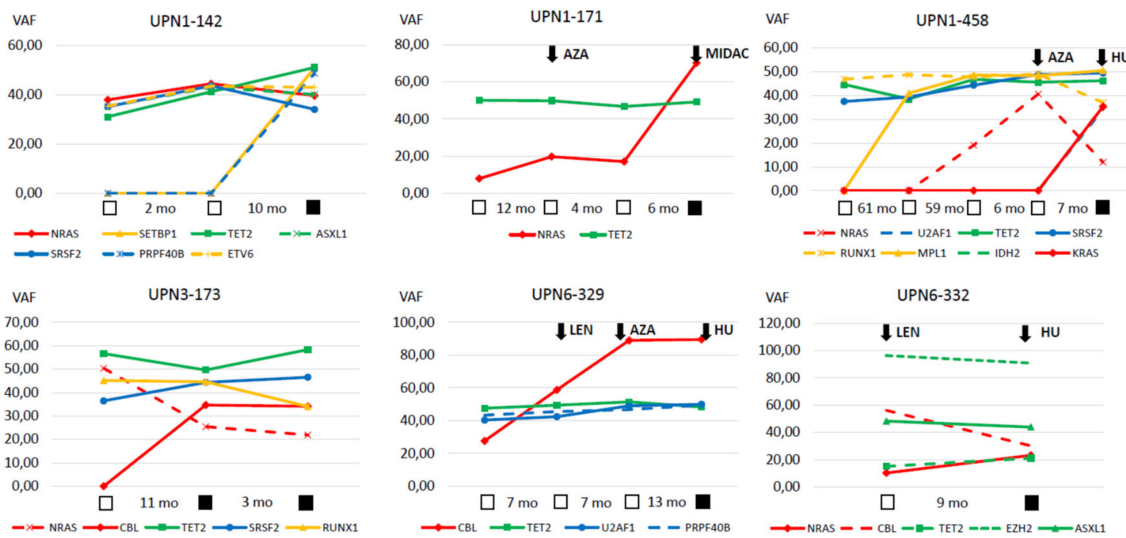 VAF UPN1-142
60,00
40,00
20,00
0,00
2 mo 10 mo
NRAS SETBP1 TET2 ASXL1
SRSF2 PRPF40B ETV6
VAF UPN1-171
80,00
60,00
40,00
20,00
0,00
AZA MIDAC
12 mo 4 mo 6 mo
NRAS TET2
VAF UPN1-458
60,00
50,00
40,00
30,00
20,00
10,00
0,00
AZA HU
61 mo 59 mo 6 mo 7 mo
NRAS U2AF1 TET2 SRSF2
RUNX1 MPL1 IDH2 KRAS
VAF UPN3-173
70,00
60,00
50,00
40,00
30,00
20,00
10,00
0,00
11 mo 3 mo
NRAS CBL TET2 SRSF2 RUNX1
VAF UPN6-329
100,00
80,00
60,00
40,00
20,00
0,00
LEN AZA HU
7 mo 7 mo 13 mo
CBL TET2 U2AF1 PRPF40B
VAF UPN6-332
120,00
100,00
80,00
60,00
40,00
20,00
0,00
LEN HU
9 mo
NRAS CBL TET2 EZH2 ASXL1